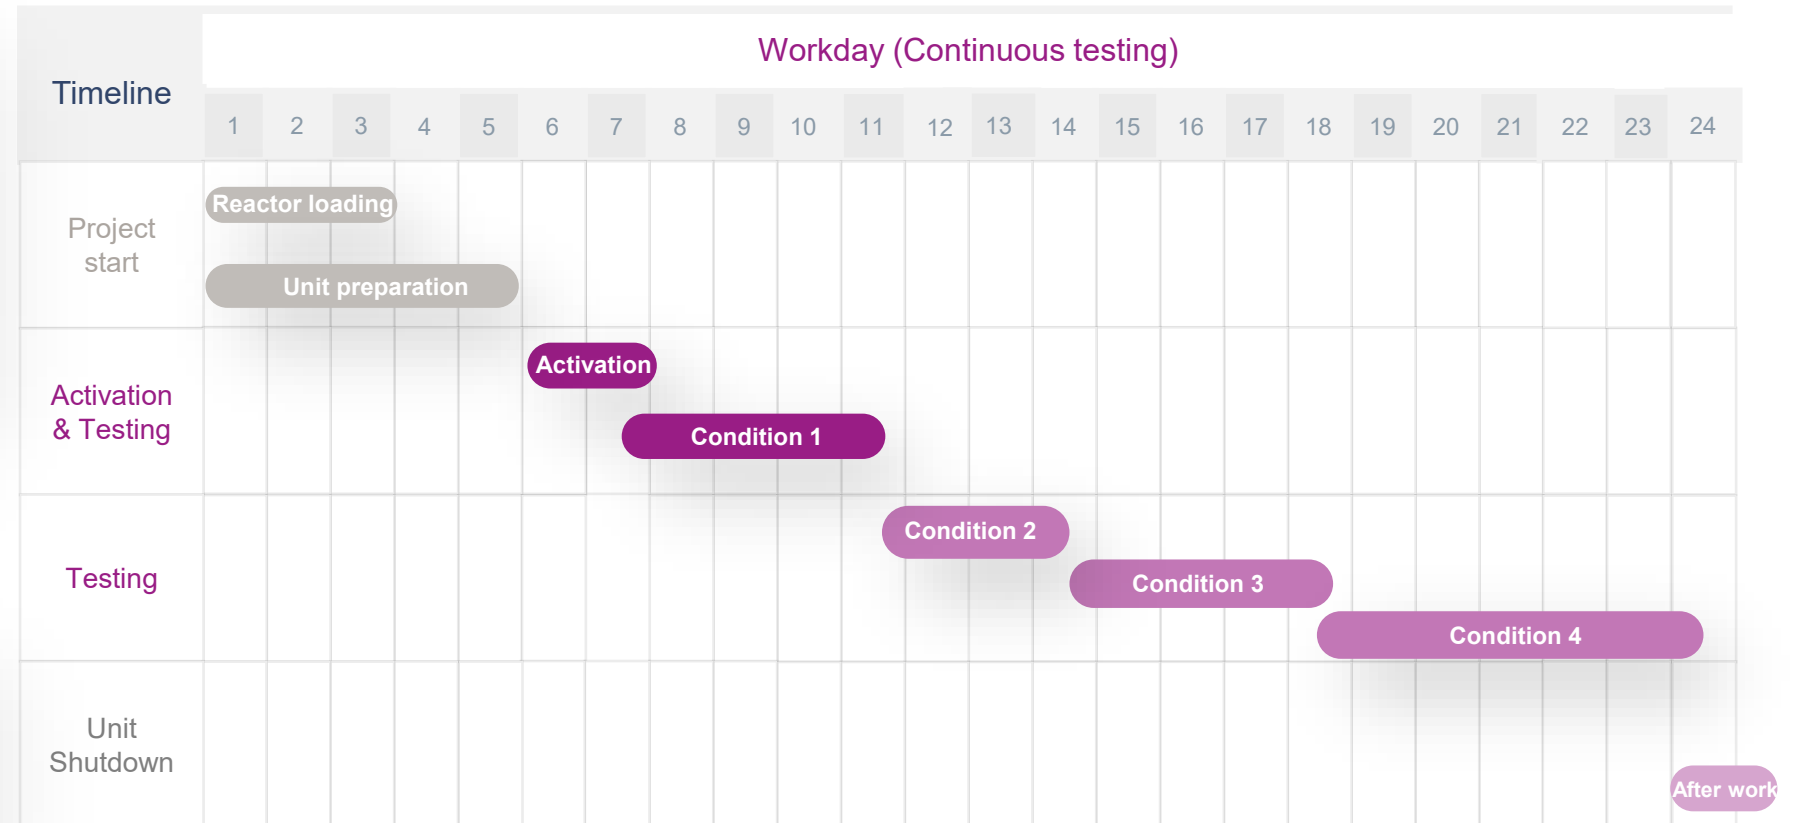 Workday (Continuous testing)
Timeline
1 2 3 4 5 6 7 8 9 10 11 12 13 14 15 16 17 18 19 20 21 22 23 24
Project
start
Reactor loading
Unit preparation
Activation
& Testing
Activation
Condition 1
Testing
Condition 2
Condition 3
Condition 4
Unit
Shutdown
After work